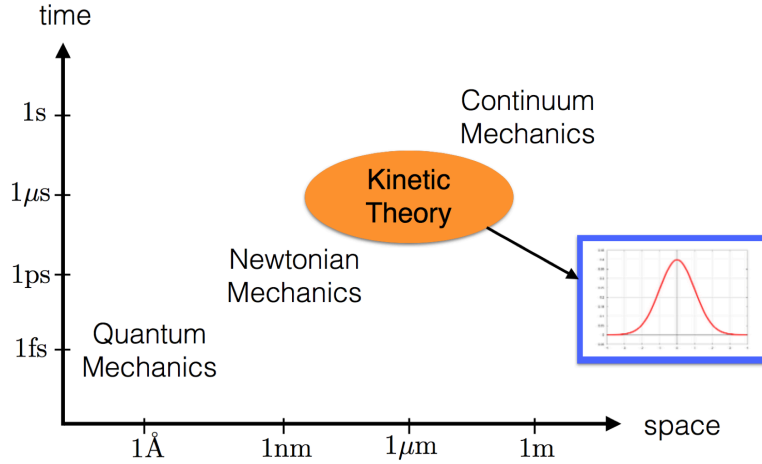 time
1s
Continuum
Mechanics
1μs
Kinetic
Theory
1ps
Newtonian
Mechanics
1fs
Quantum
Mechanics
1Å
1nm
1μm
1m
space